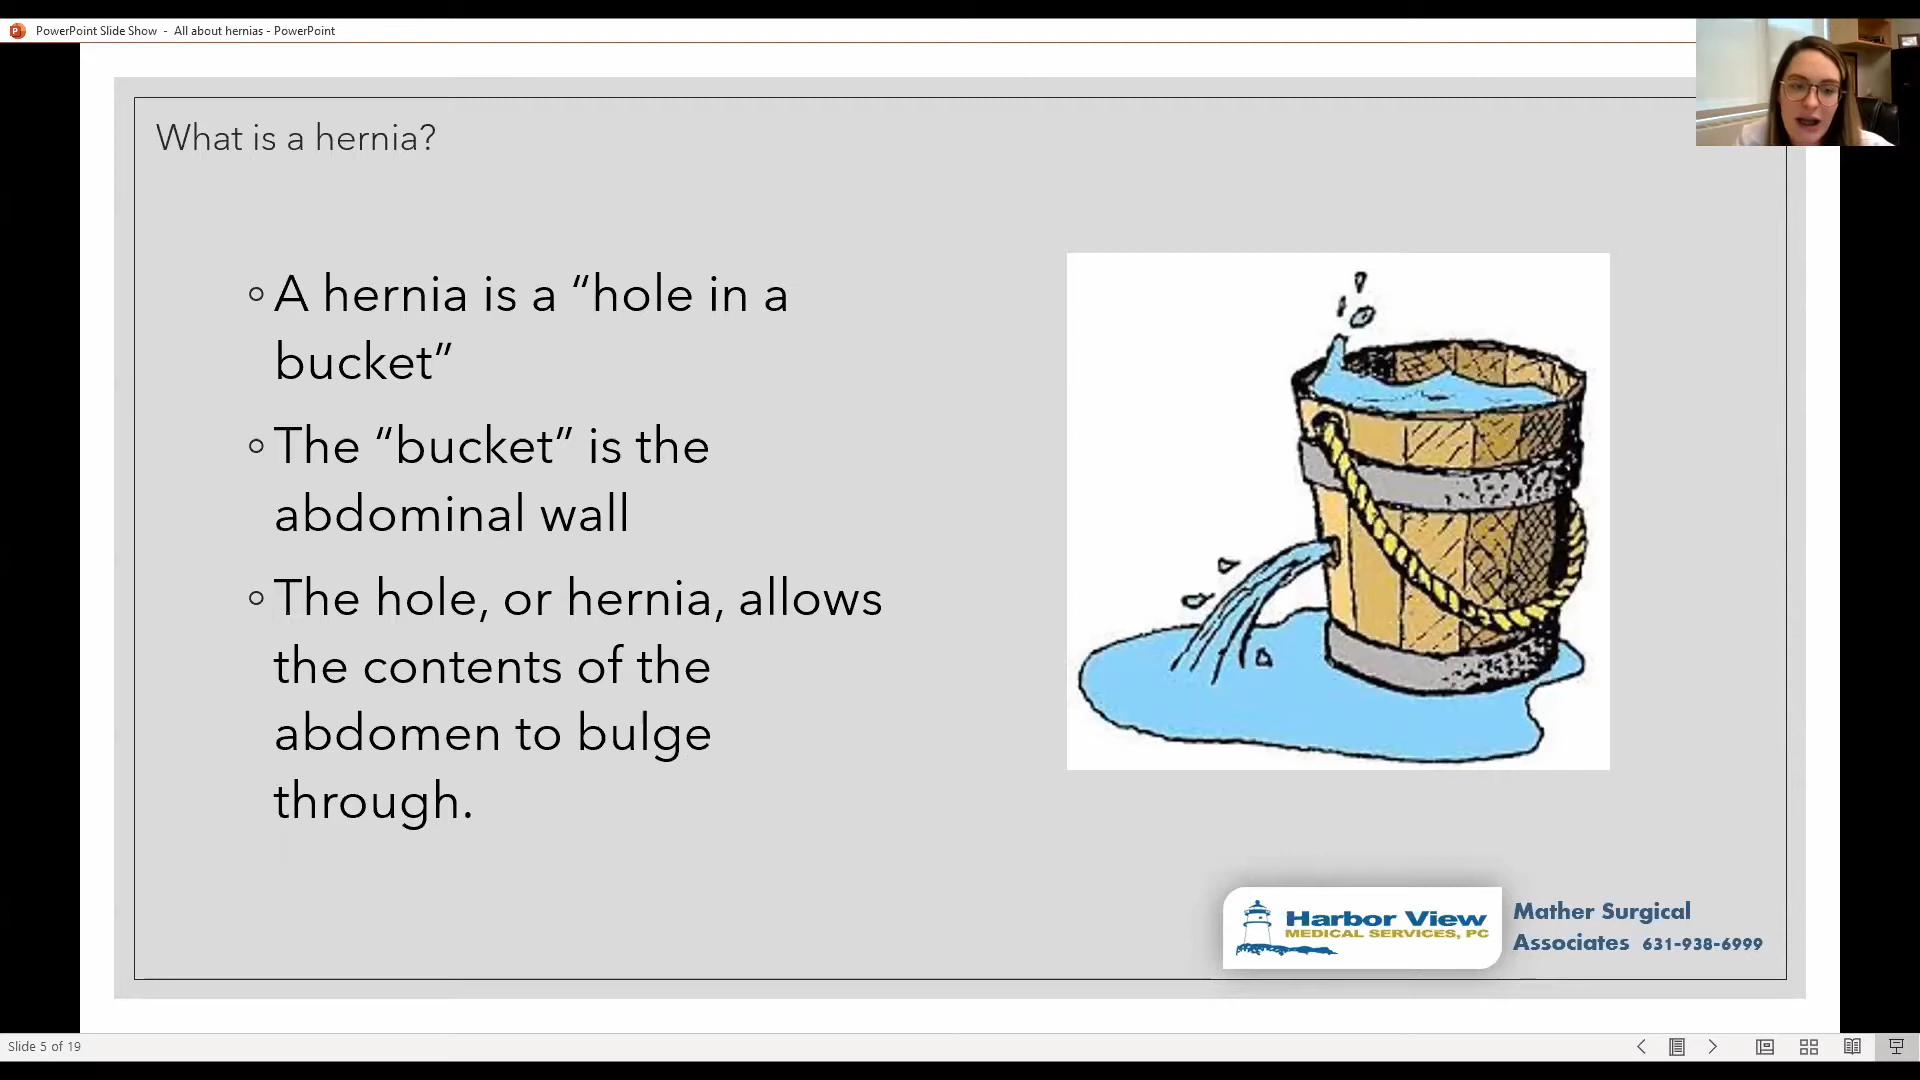 PowerPoint Slide Show - All about hernias - PowerPoint
What is a hernia?
◦ A hernia is a “hole in a
bucket”
◦ The “bucket” is the
abdominal wall
◦ The hole, or hernia, allows
the contents of the
abdomen to bulge
through.
Harbor View
MEDICAL SERVICES, PC
Mather Surgical
Associates 631-938-6999
Slide 5 of 19